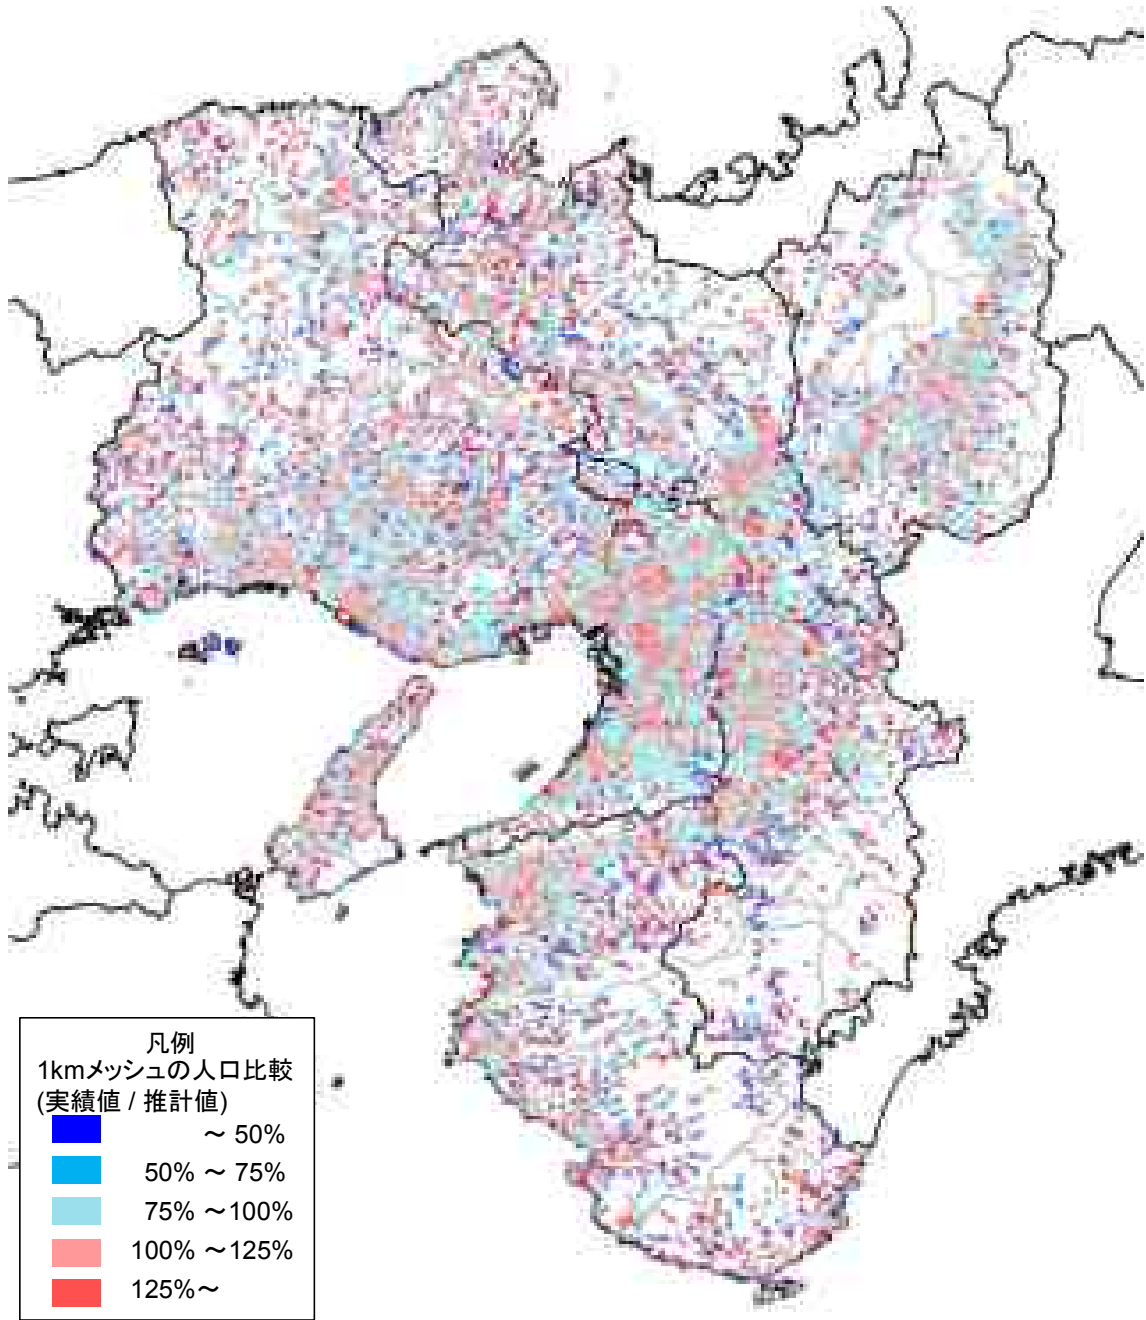 凡例
1kmメッシュの人口比較
(実績値 / 推計値)
～ 50%
50% ～ 75%
75% ～100%
100% ～125%
125%～